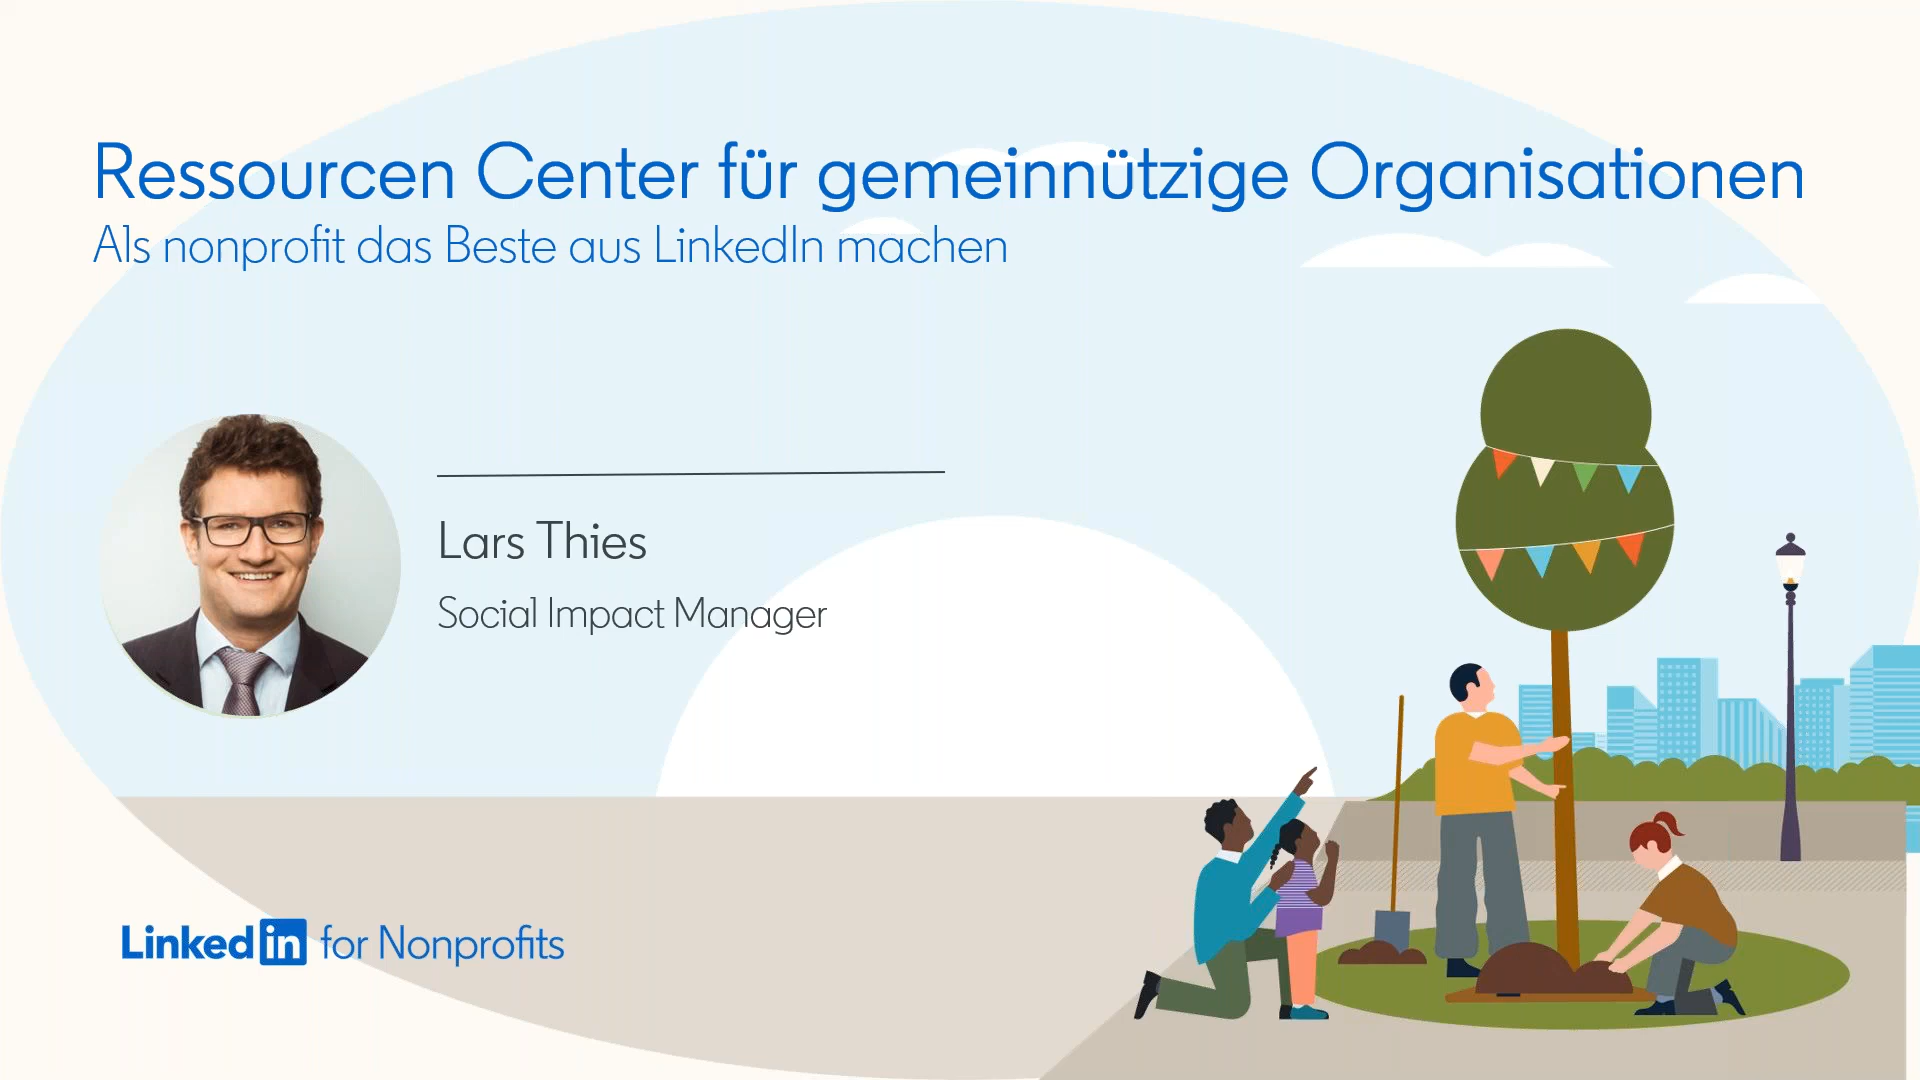 Ressourcen Center für gemeinnützige Organisationen
Als nonprofit das Beste aus LinkedIn machen
Lars Thies
Social Impact Manager
Linkedin for Nonprofits